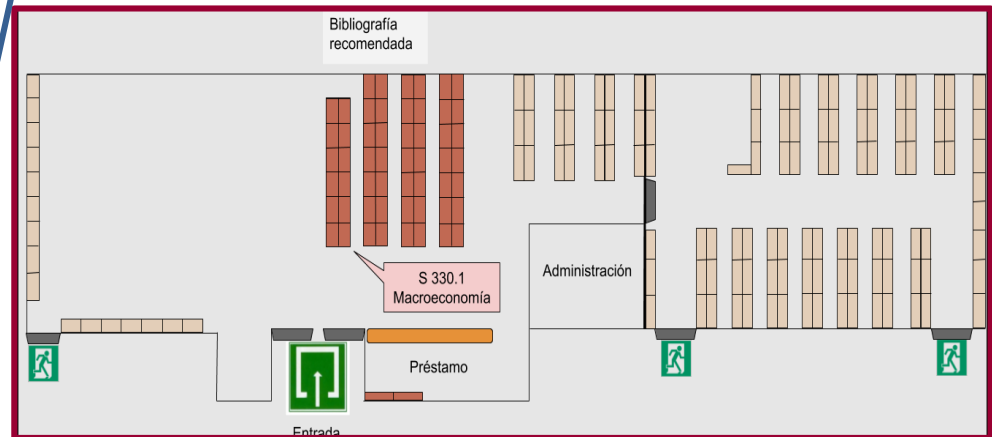 Bibliografía
recomendada
S 330.1
Macroeconomía
Administración
Préstamo
Entrada